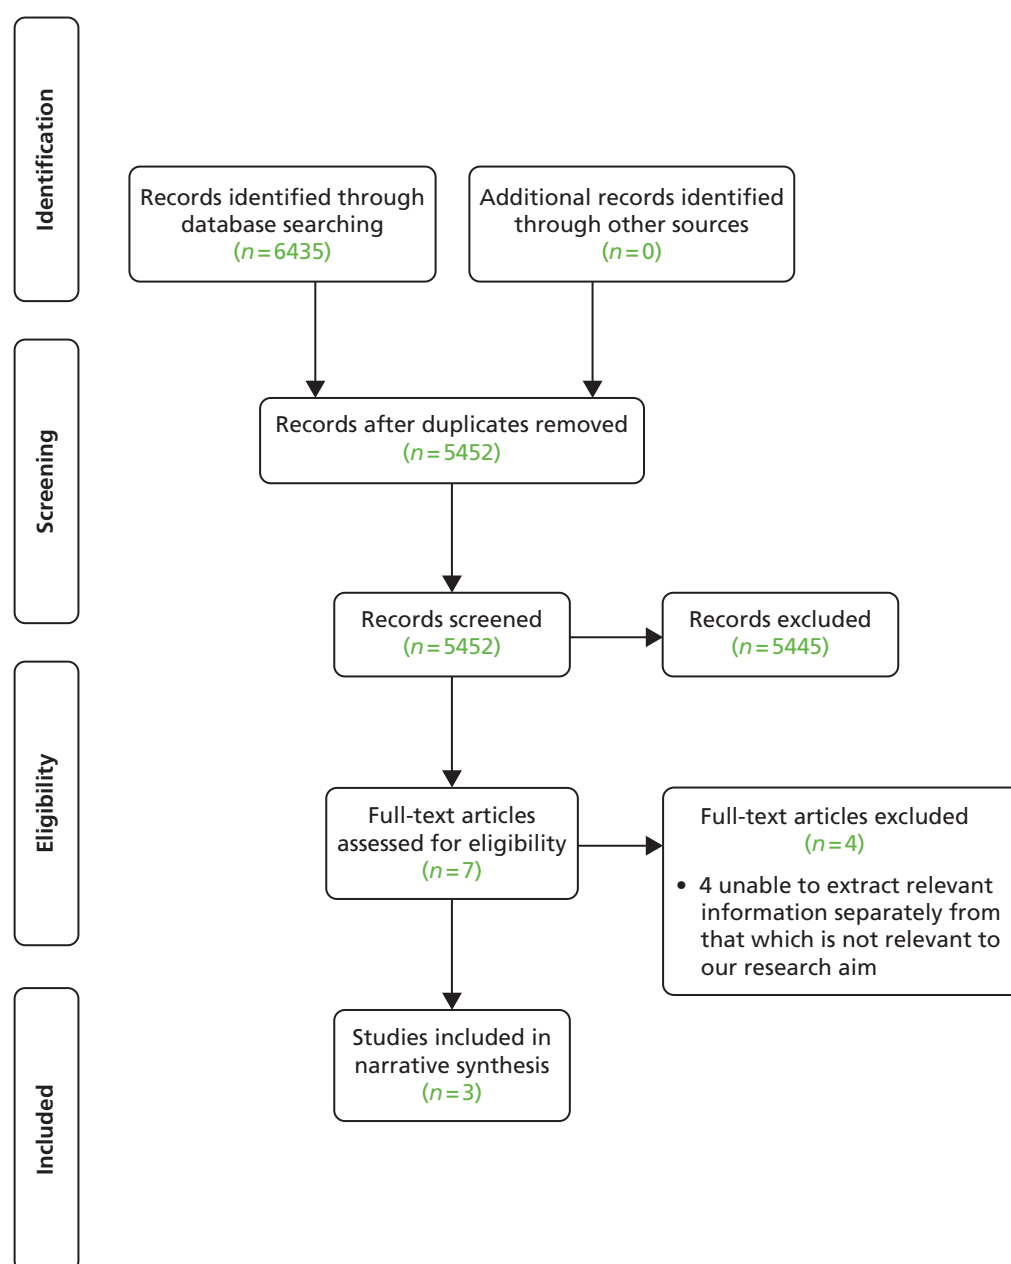 Identification
Records identified through
database searching
(n=6435)
Additional records identified
through other sources
(n=0)
Screening
Records after duplicates removed
(n=5452)
Records screened
(n=5452)
Records excluded
(n=5445)
Eligibility
Full-text articles
assessed for eligibility
(n=7)
Full-text articles excluded
(n=4)
• 4 unable to extract relevant
information separately from
that which is not relevant to
our research aim
Included
Studies included in
narrative synthesis
(n=3)